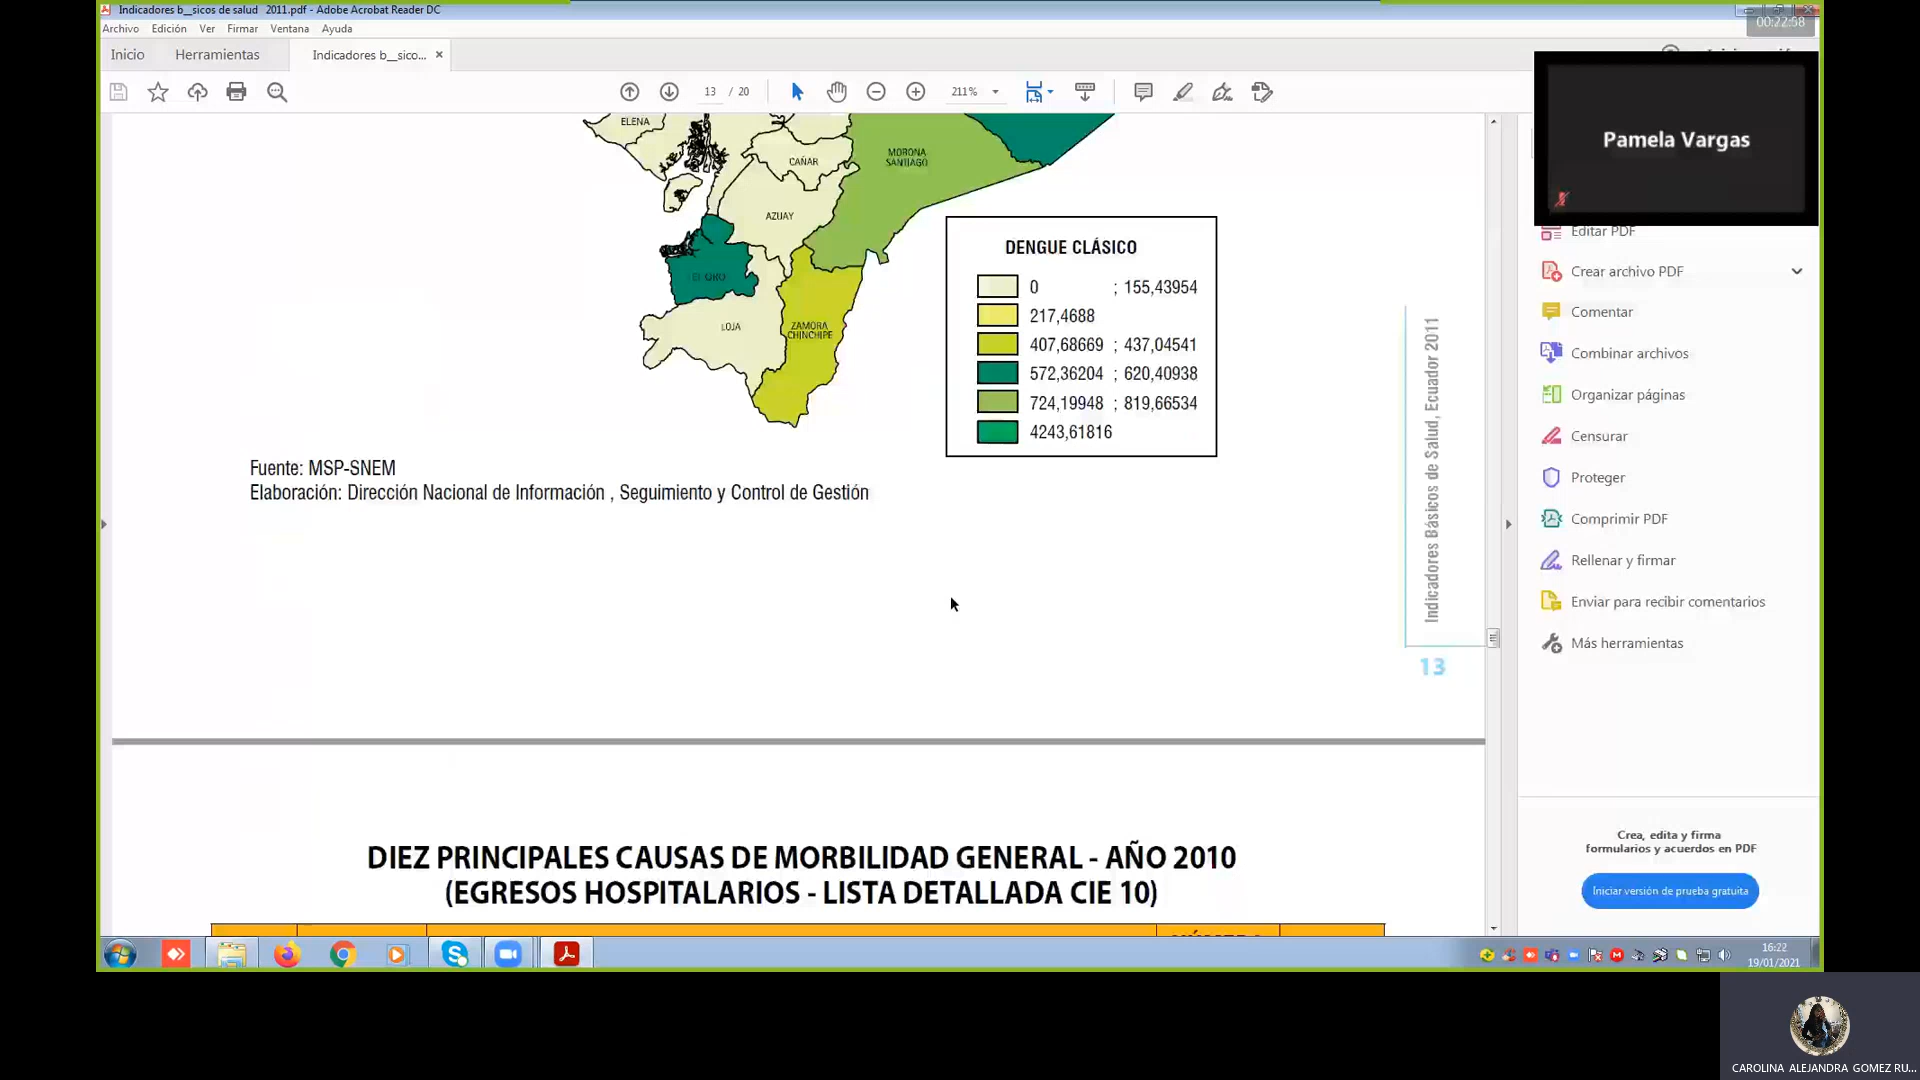 Indicadores b__sicos de salud 2011.pdf - Adobe Acrobat Reader DC
00:22:58
Archivo Edición Ver Firmar Ventana Ayuda
Inicio Herramientas Indicadores b__sico... ×
13 / 20 211%
Pamela Vargas
ELENA
CAÑAR
MORONA
SANTIAGO
AZUAY
EL ORO
LOJA
ZAMORA
CHINCHIPE
DENGUE CLÁSICO
0 ; 155,43954
217,4688
407,68669 ; 437,04541
572,36204 ; 620,40938
724,19948 ; 819,66534
4243,61816
Fuente: MSP-SNEM
Elaboración: Dirección Nacional de Información , Seguimiento y Control de Gestión
Indicadores Básicos de Salud, Ecuador 2011
13
DIEZ PRINCIPALES CAUSAS DE MORBILIDAD GENERAL - AÑO 2010
(EGRESOS HOSPITALARIOS - LISTA DETALLADA CIE 10)
Editar PDF
Crear archivo PDF
Comentar
Combinar archivos
Organizar páginas
Censurar
Proteger
Comprimir PDF
Rellenar y firmar
Enviar para recibir comentarios
Más herramientas
Crea, edita y firma
formularios y acuerdos en PDF
Iniciar versión de prueba gratuita
16:22
19/01/2021
CAROLINA ALEJANDRA GOMEZ RU...